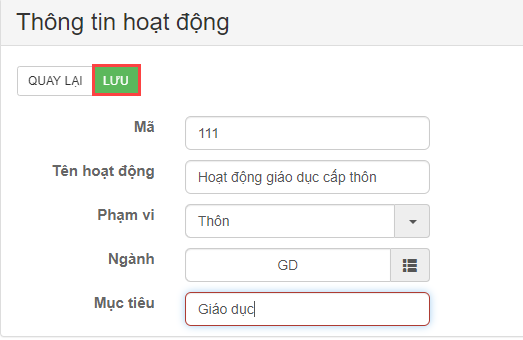 Thông tin hoạt động
QUAY LẠI LƯU
Mã 111
Tên hoạt động Hoạt động giáo dục cấp thôn
Phạm vi Thôn
Ngành GD
Mục tiêu Giáo dục